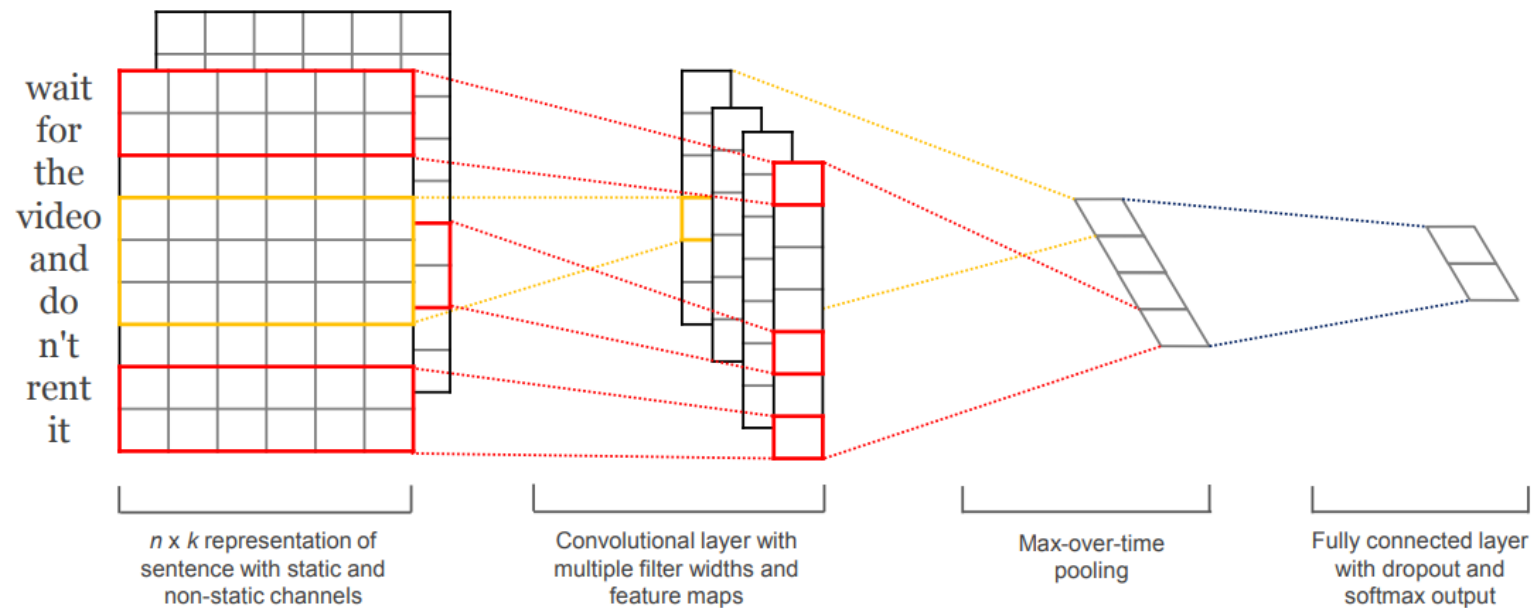 wait
for
the
video
and
do
n't
rent
it
n x k representation of
sentence with static and
non-static channels
Convolutional layer with
multiple filter widths and
feature maps
Max-over-time
pooling
Fully connected layer
with dropout and
softmax output